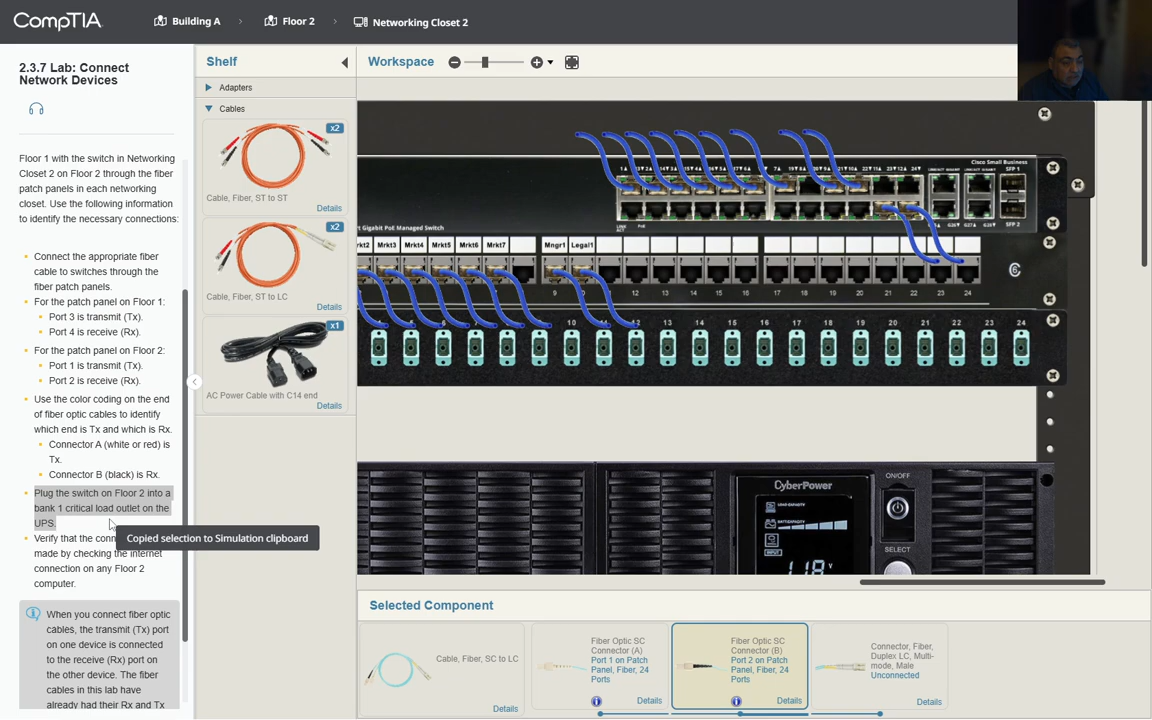 CompTIA.
Building A > Floor 2 > Networking Closet 2
2.3.7 Lab: Connect
Network Devices
Floor 1 with the switch in Networking
Closet 2 on Floor 2 through the fiber
patch panels in each networking
closet. Use the following information
to identify the necessary connections:
Connect the appropriate fiber
cable to switches through the
fiber patch panels.
For the patch panel on Floor 1:
Port 3 is transmit (Tx).
Port 4 is receive (Rx).
For the patch panel on Floor 2:
Port 1 is transmit (Tx).
Port 2 is receive (Rx).
Use the color coding on the end
of fiber optic cables to identify
which end is Tx and which is Rx.
Connector A (white or red) is
Tx.
Connector B (black) is Rx.
Plug the switch on Floor 2 into a
bank 1 critical load outlet on the
UPS.
Copied selection to Simulation clipboard
Verify that the conn
made by checking the internet
connection on any Floor 2
computer.
When you connect fiber optic
cables, the transmit (Tx) port
on one device is connected
to the receive (Rx) port on
the other device. The fiber
cables in this lab have
already had their Rx and Tx
Shelf
Adapters
Cables
x2
Cable, Fiber, ST to ST
Details
x2
Cable, Fiber, ST to LC
Details
x1
AC Power Cable with C14 end
Details
Workspace
Cisco Small Business
SFP 1
SFP 2
PoE
rt Gigabit PoE Managed Switch
rkt2 Mrkt3 Mrkt4 Mrkt5 Mrkt6 Mrkt7 Mngr1 Legal1
9 12 13 14 15 16 17 18 19 20 21 22 23 24
6
10 12 13 14 15 16 17 18 19 20 21 22 23 24
CyberPower
LOAD CAPACITY
BATT.CAPACITY
INPUT
118 V
ON/OFF
SELECT
Selected Component
Cable, Fiber, SC to LC
Details
Fiber Optic SC
Connector (A)
Port 1 on Patch
Panel, Fiber, 24
Ports
Details
Fiber Optic SC
Connector (B)
Port 2 on Patch
Panel, Fiber, 24
Ports
Details
Connector, Fiber,
Duplex LC, Multi-
mode, Male
Unconnected
Details